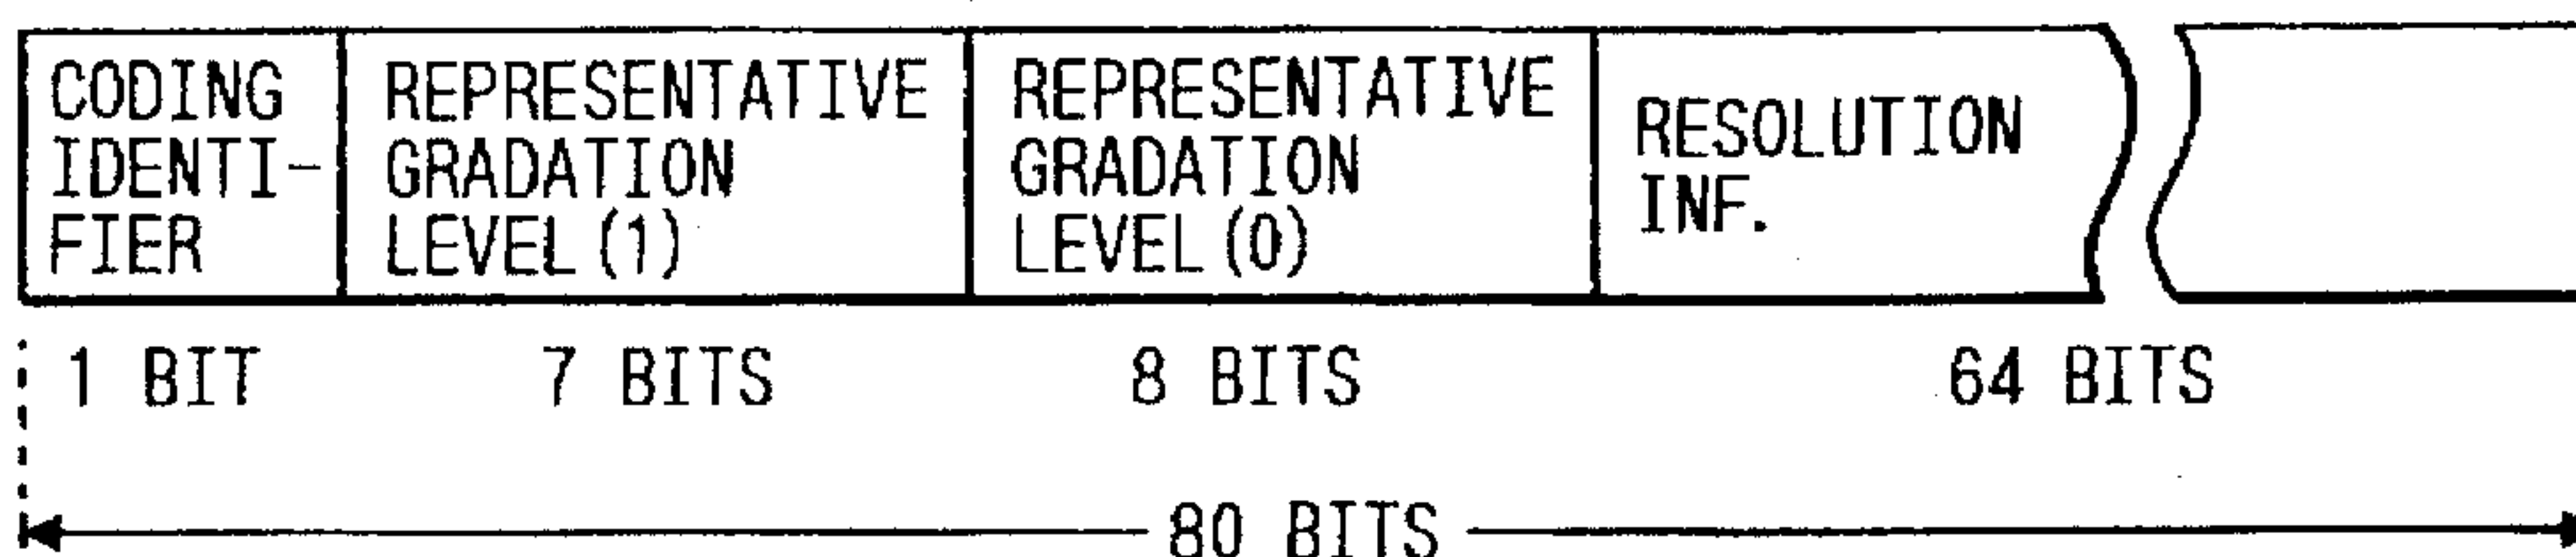 CODING
IDENTI-
FIER
REPRESENTATIVE
GRADATION
LEVEL(1)
REPRESENTATIVE
GRADATION
LEVEL(0)
RESOLUTION
INF.
1 BIT
7 BITS
8 BITS
64 BITS
80 BITS